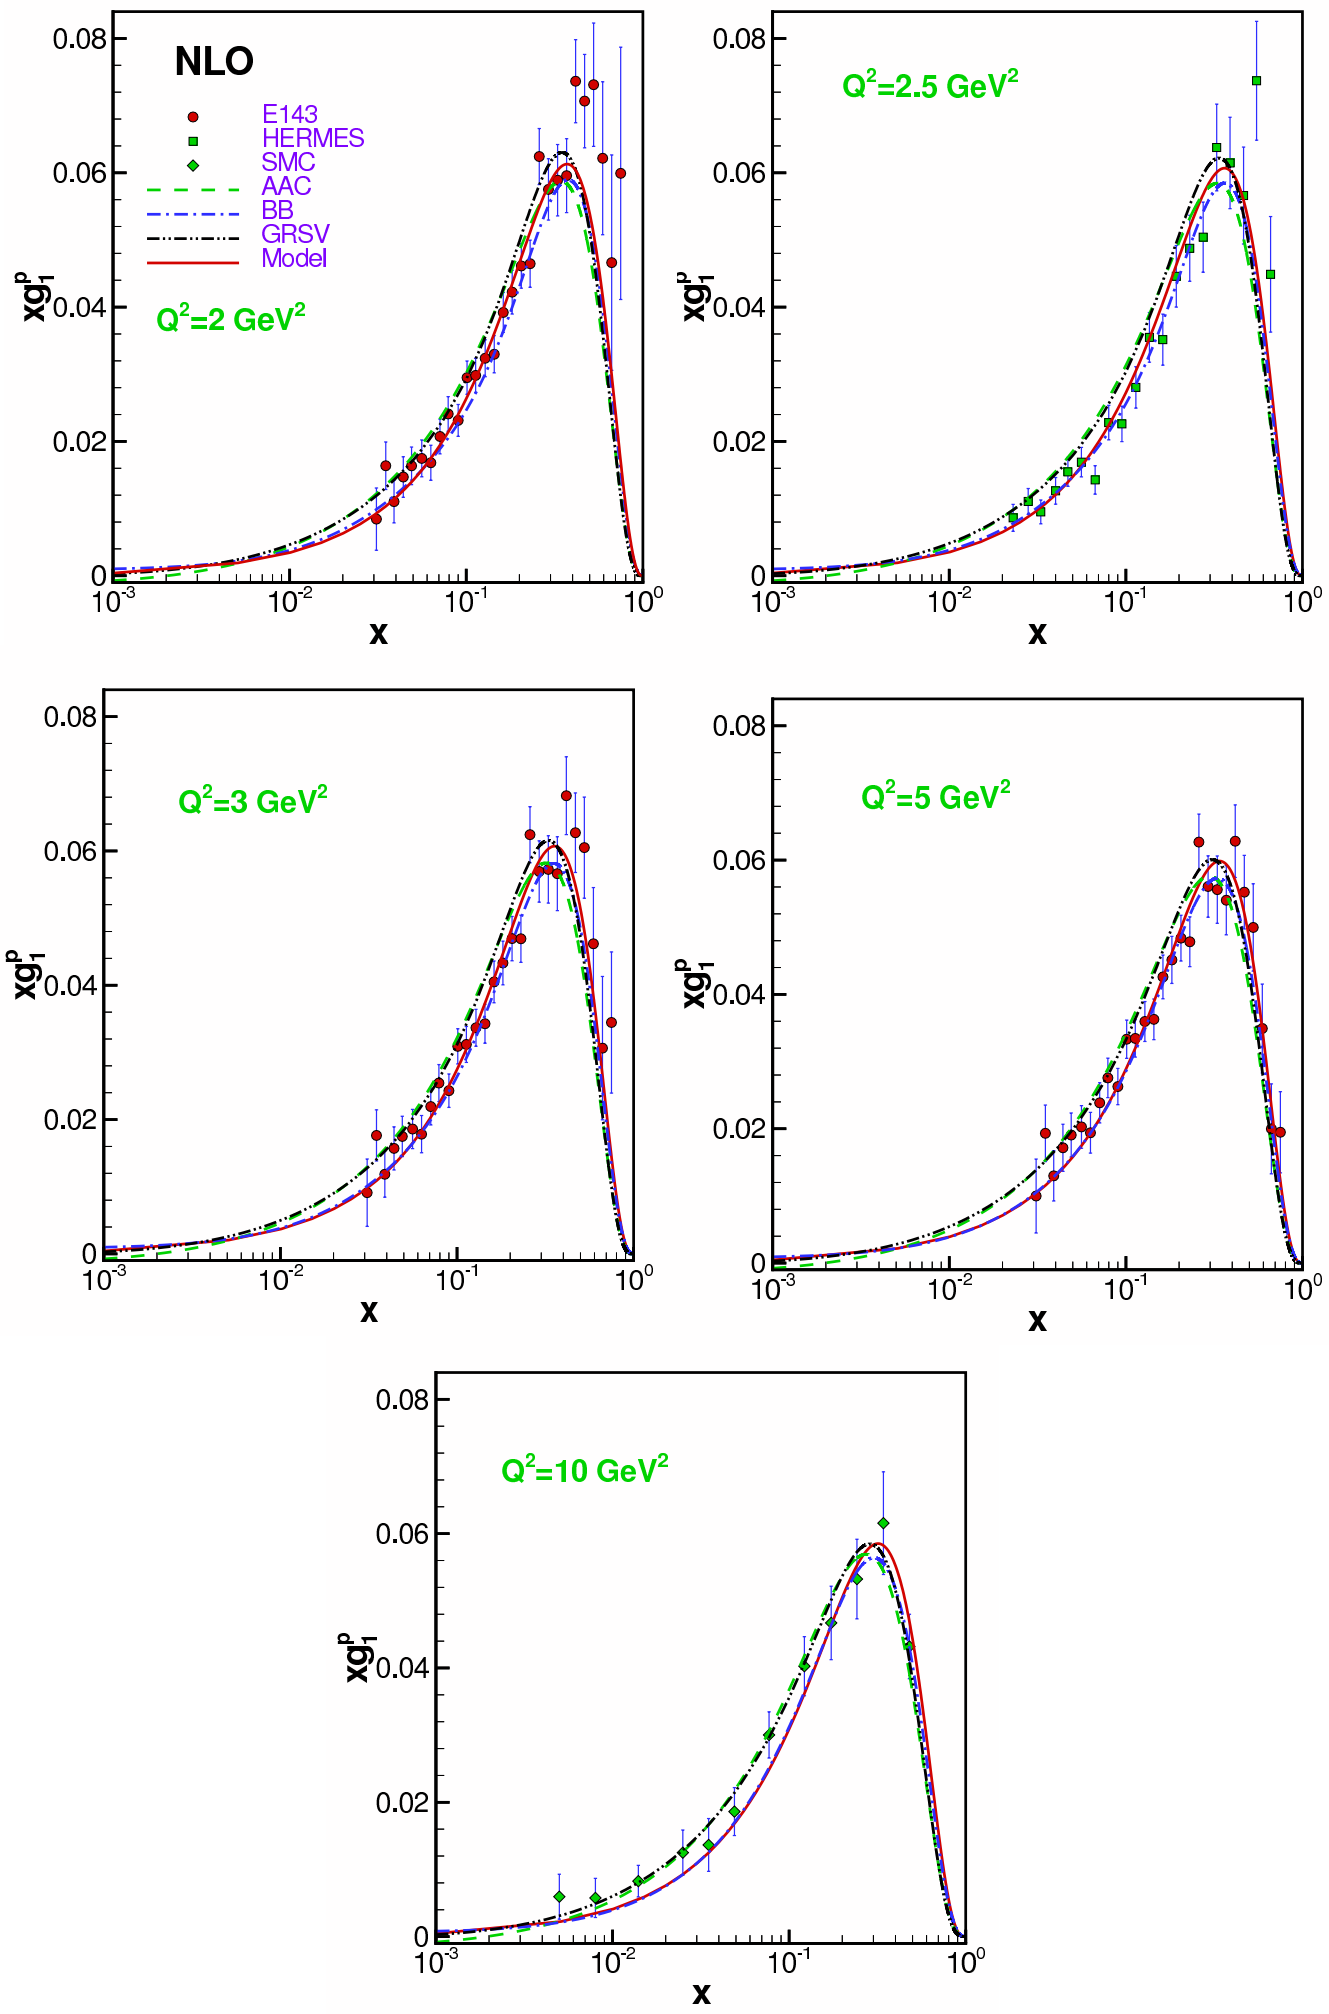 NLO
E143
HERMES
SMC
AAC
BB
GRSV
Model
Q²=2 GeV²
xg₁ᵖ
0.08
0.06
0.04
0.02
0
10⁻³ 10⁻² 10⁻¹ 10⁰
x
Q²=2.5 GeV²
xg₁ᵖ
0.08
0.06
0.04
0.02
0
10⁻³ 10⁻² 10⁻¹ 10⁰
x
Q²=3 GeV²
xg₁ᵖ
0.08
0.06
0.04
0.02
0
10⁻³ 10⁻² 10⁻¹ 10⁰
x
Q²=5 GeV²
xg₁ᵖ
0.08
0.06
0.04
0.02
0
10⁻³ 10⁻² 10⁻¹ 10⁰
x
Q²=10 GeV²
xg₁ᵖ
0.08
0.06
0.04
0.02
0
10⁻³ 10⁻² 10⁻¹ 10⁰
x